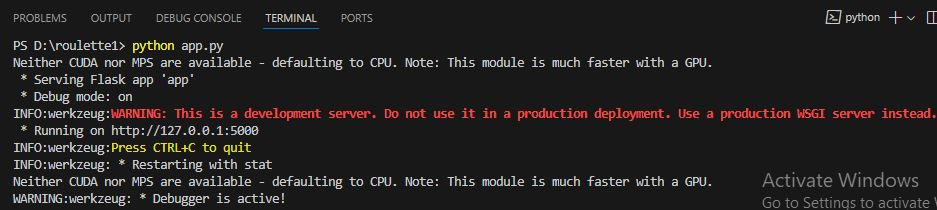 PROBLEMS OUTPUT DEBUG CONSOLE TERMINAL PORTS python
PS D:\roulette1> python app.py
Neither CUDA nor MPS are available - defaulting to CPU. Note: This module is much faster with a GPU.
* Serving Flask app 'app'
* Debug mode: on
INFO:werkzeug:WARNING: This is a development server. Do not use it in a production deployment. Use a production WSGI server instead.
* Running on http://127.0.0.1:5000
INFO:werkzeug:Press CTRL+C to quit
INFO:werkzeug: * Restarting with stat
Neither CUDA nor MPS are available - defaulting to CPU. Note: This module is much faster with a GPU.
WARNING:werkzeug: * Debugger is active!
Activate Windows
Go to Settings to activate W